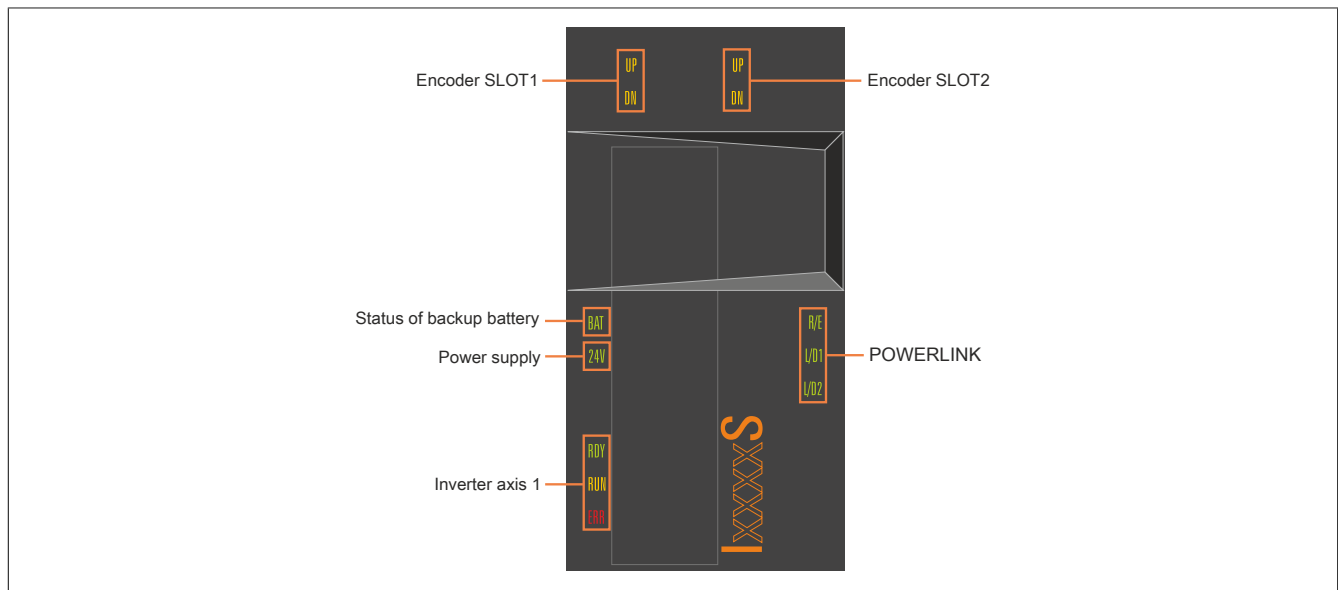 UP UP
Encoder SLOT1 Encoder SLOT2
DN DN
Status of backup battery BAT R/E
Power supply 24V L/D1 POWERLINK
L/D2
RDY
Inverter axis 1 RUN
ERR
IxxxxxS